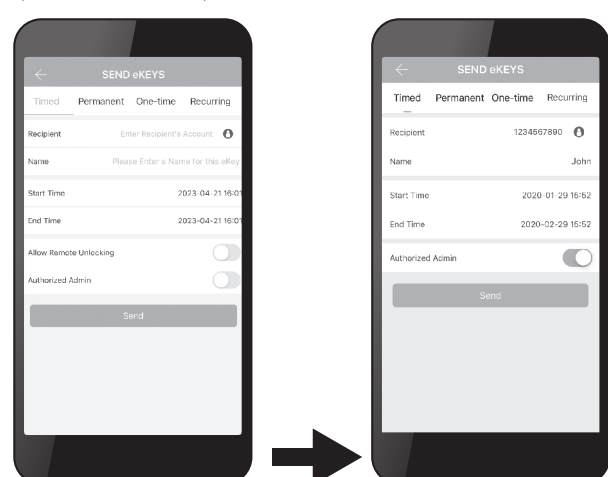 SEND eKEYS
Timed Permanent One-time Recurring
Recipient Enter Recipient's Account
Name Please Enter a Name for this eKey
Start Time 2023-04-21 16:01
End Time 2023-04-21 16:01
Allow Remote Unlocking
Authorized Admin
Send
SEND eKEYS
Timed Permanent One-time Recurring
Recipient 1234567890
Name John
Start Time 2020-01-29 15:52
End Time 2020-02-29 15:52
Authorized Admin
Send